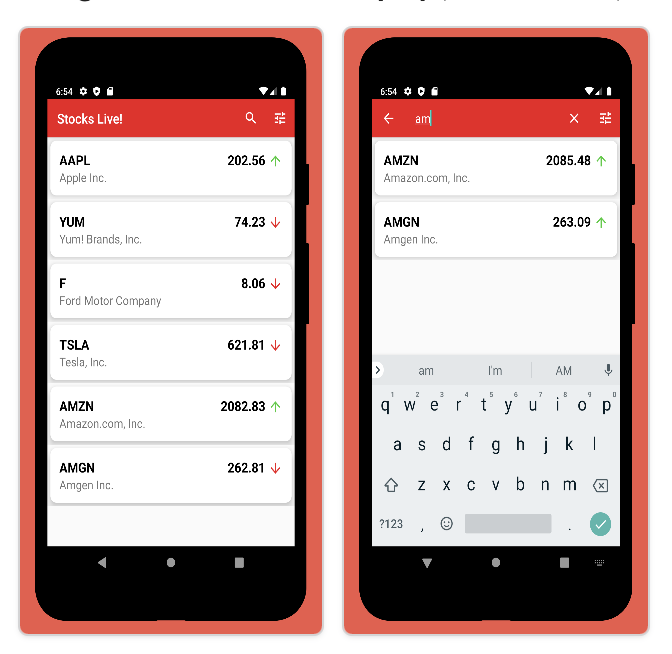 6:54
Stocks Live!
AAPL 202.56
Apple Inc.
YUM 74.23
Yum! Brands, Inc.
F 8.06
Ford Motor Company
TSLA 621.81
Tesla, Inc.
AMZN 2082.83
Amazon.com, Inc.
AMGN 262.81
Amgen Inc.
6:54
am
AMZN 2085.48
Amazon.com, Inc.
AMGN 263.09
Amgen Inc.
am I'm AM
1 2 3 4 5 6 7 8 9 0
q w e r t y u i o p
a s d f g h j k l
z x c v b n m
?123 , .